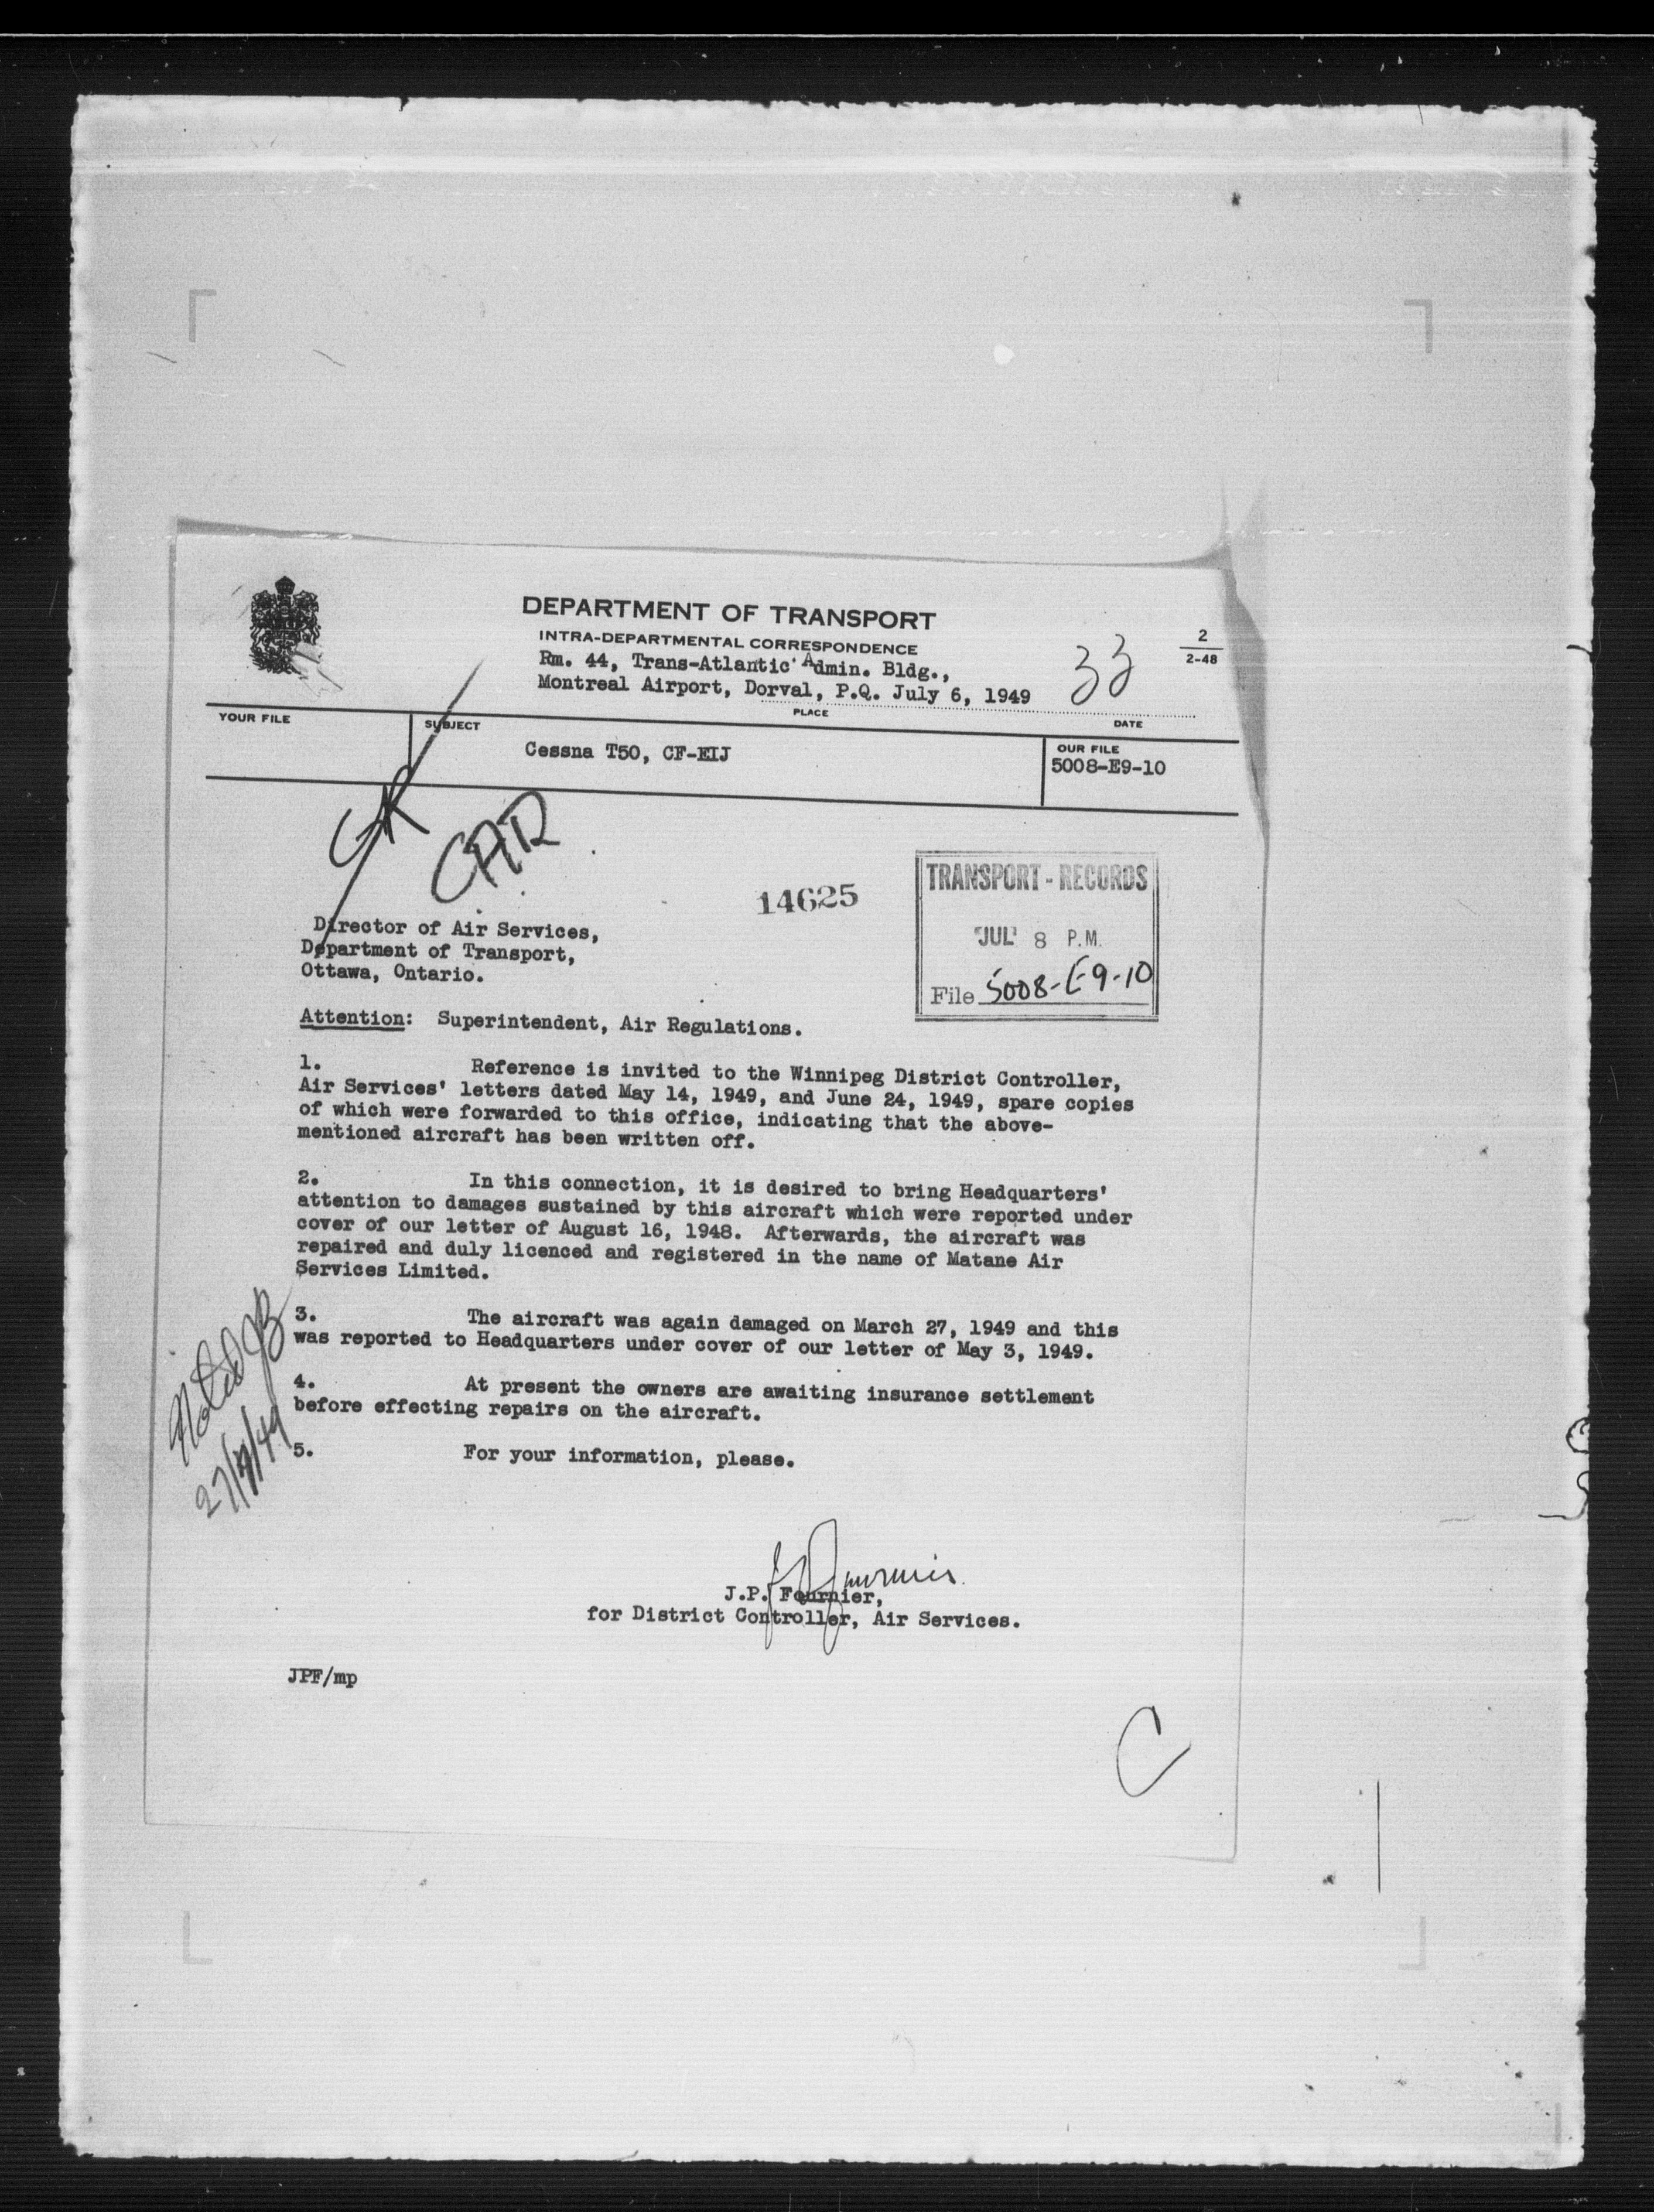 DEPARTMENT OF TRANSPORT
INTRA-DEPARTMENTAL CORRESPONDENCE
Rm. 44, Trans-Atlantic Admin. Bldg.,
Montreal Airport, Dorval, P.Q. July 6, 1949
33
2
2-48
PLACE
DATE
YOUR FILE
SUBJECT
Cessna T50, CF-EIJ
OUR FILE
5008-E9-10
CAR
14625
TRANSPORT - RECORDS
JUL 8 P.M.
File 5008-E9-10
Director of Air Services,
Department of Transport,
Ottawa, Ontario.
Attention: Superintendent, Air Regulations.
1. Reference is invited to the Winnipeg District Controller,
Air Services' letters dated May 14, 1949, and June 24, 1949, spare copies
of which were forwarded to this office, indicating that the above-
mentioned aircraft has been written off.
2. In this connection, it is desired to bring Headquarters'
attention to damages sustained by this aircraft which were reported under
cover of our letter of August 16, 1948. Afterwards, the aircraft was
repaired and duly licenced and registered in the name of Matane Air
Services Limited.
3. The aircraft was again damaged on March 27, 1949 and this
was reported to Headquarters under cover of our letter of May 3, 1949.
4. At present the owners are awaiting insurance settlement
before effecting repairs on the aircraft.
5. For your information, please.
Noted JB
27/7/49
J.P. Fournier,
for District Controller, Air Services.
JPF/mp
C